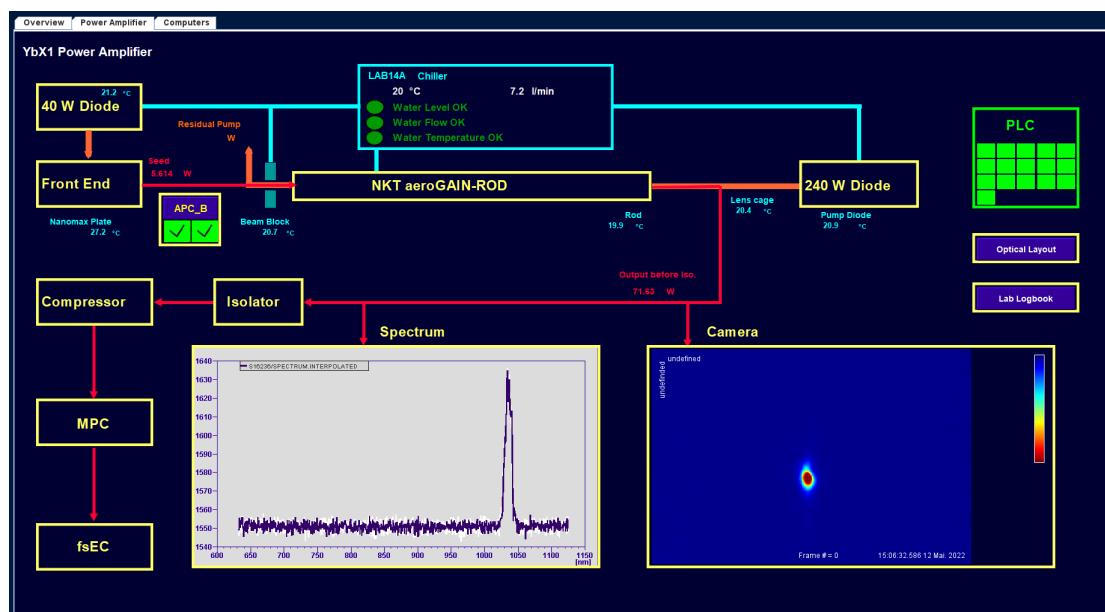 Overview Power Amplifier Computers
YbX1 Power Amplifier
LAB14A Chiller
20 °C 7.2 l/min
Water Level OK
Water Flow OK
Water Temperature OK
21.2 °C
40 W Diode
Residual Pump
W
PLC
Seed
5.614 W
Front End
NKT aeroGAIN-ROD
240 W Diode
APC_B
Nanomax Plate
27.2 °C
Beam Block
20.7 °C
Rod
19.9 °C
Lens cage
20.4 °C
Pump Diode
20.9 °C
Optical Layout
Output before Iso.
71.63 W
Lab Logbook
Compressor
Isolator
Spectrum
Camera
S16236/SPECTRUM.INTERPOLATED
1640
1630
1620
1610
1600
1590
1580
1570
1560
1550
1540
600 650 700 750 800 850 900 950 1000 1050 1100 1150
[nm]
undefined
undefinded
Frame # = 0 15:06:32.586 12 Mai. 2022
MPC
fsEC